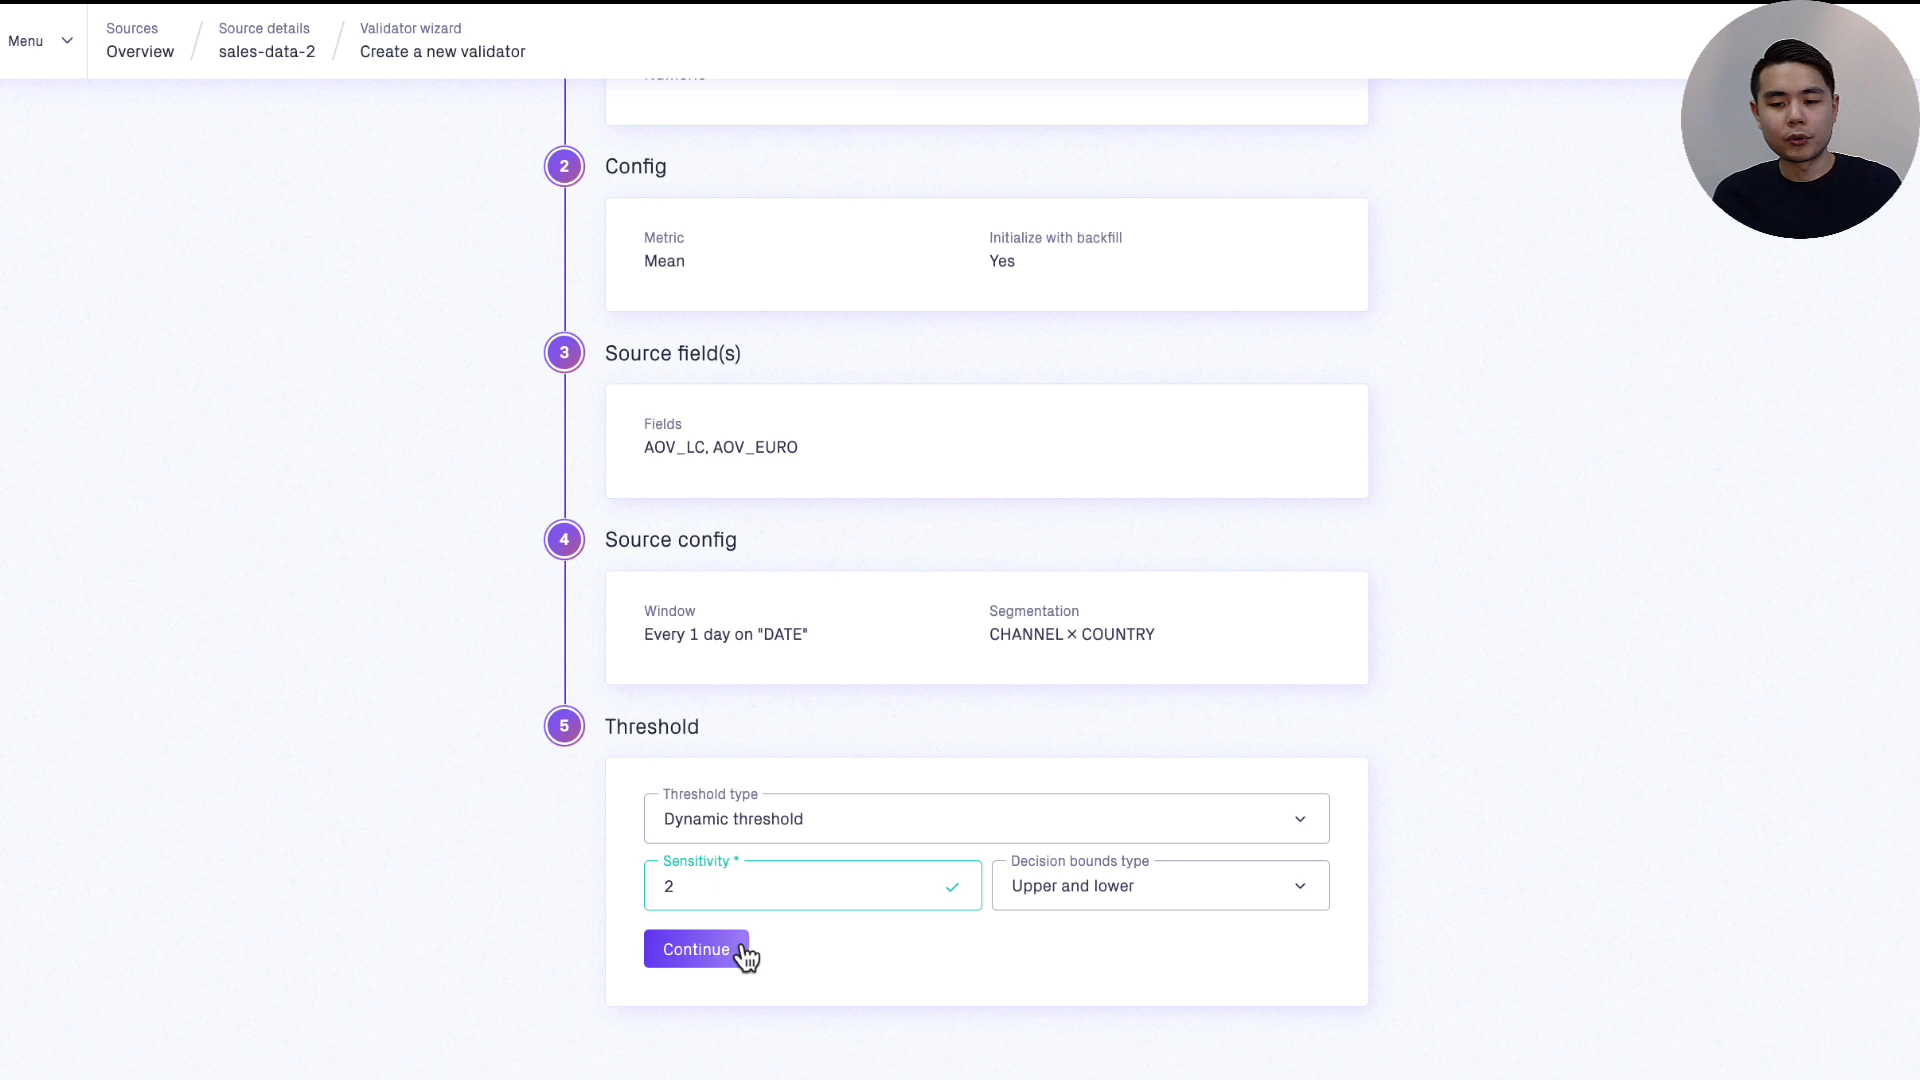 Menu
Sources
Overview
Source details
sales-data-2
Validator wizard
Create a new validator
2
Config
Metric
Mean
Initialize with backfill
Yes
3
Source field(s)
Fields
AOV_LC, AOV_EURO
4
Source config
Window
Every 1 day on "DATE"
Segmentation
CHANNEL × COUNTRY
5
Threshold
Threshold type
Dynamic threshold
Sensitivity *
2
Decision bounds type
Upper and lower
Continue